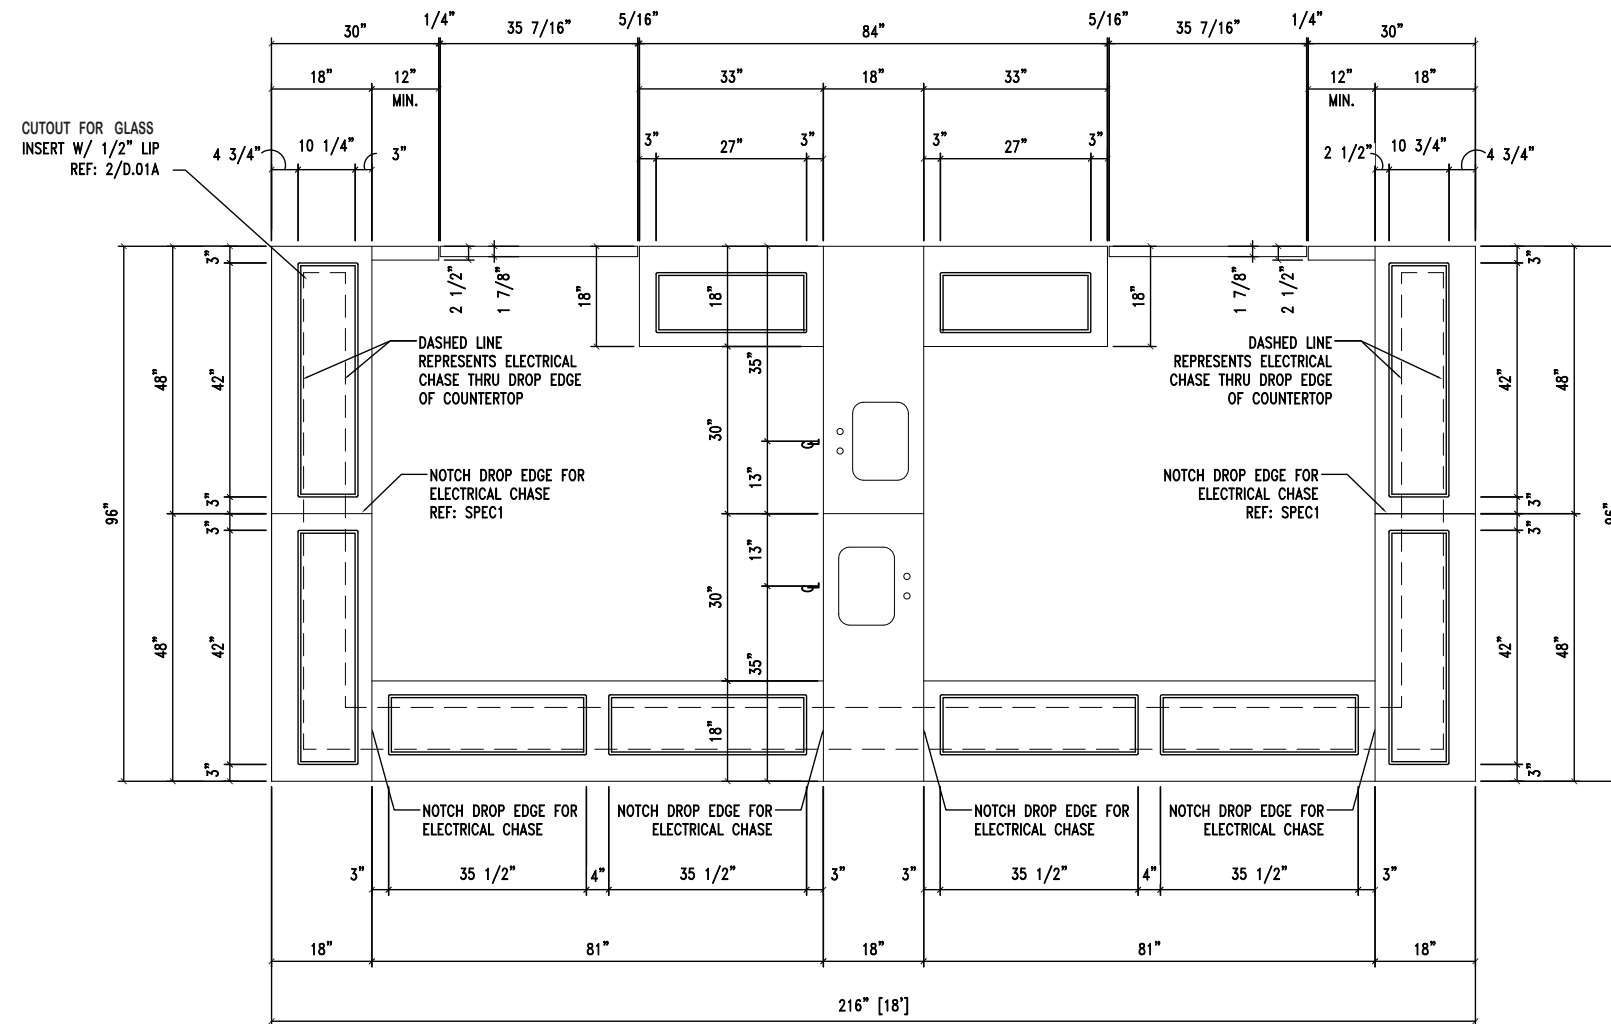 30"
1/4"
35 7/16"
5/16"
84"
5/16"
35 7/16"
1/4"
30"
18"
12"
MIN.
33"
18"
33"
12"
MIN.
18"
CUTOUT FOR GLASS
INSERT W/ 1/2" LIP
REF: 2/D.01A
4 3/4"
10 1/4"
3"
3"
27"
3"
3"
27"
3"
2 1/2"
10 3/4"
4 3/4"
3"
2 1/2"
1 7/8"
18"
18"
18"
1 7/8"
2 1/2"
3"
DASHED LINE
REPRESENTS ELECTRICAL
CHASE THRU DROP EDGE
OF COUNTERTOP
DASHED LINE
REPRESENTS ELECTRICAL
CHASE THRU DROP EDGE
OF COUNTERTOP
48"
42"
35"
30"
13"
42"
48"
CL
NOTCH DROP EDGE FOR
ELECTRICAL CHASE
REF: SPEC1
NOTCH DROP EDGE FOR
ELECTRICAL CHASE
REF: SPEC1
96"
3"
3"
3"
3"
96"
13"
CL
30"
35"
48"
42"
42"
48"
18"
3"
3"
NOTCH DROP EDGE FOR
ELECTRICAL CHASE
NOTCH DROP EDGE FOR
ELECTRICAL CHASE
NOTCH DROP EDGE FOR
ELECTRICAL CHASE
NOTCH DROP EDGE FOR
ELECTRICAL CHASE
3"
35 1/2"
4"
35 1/2"
3"
3"
35 1/2"
4"
35 1/2"
3"
18"
81"
18"
81"
18"
216" [18']